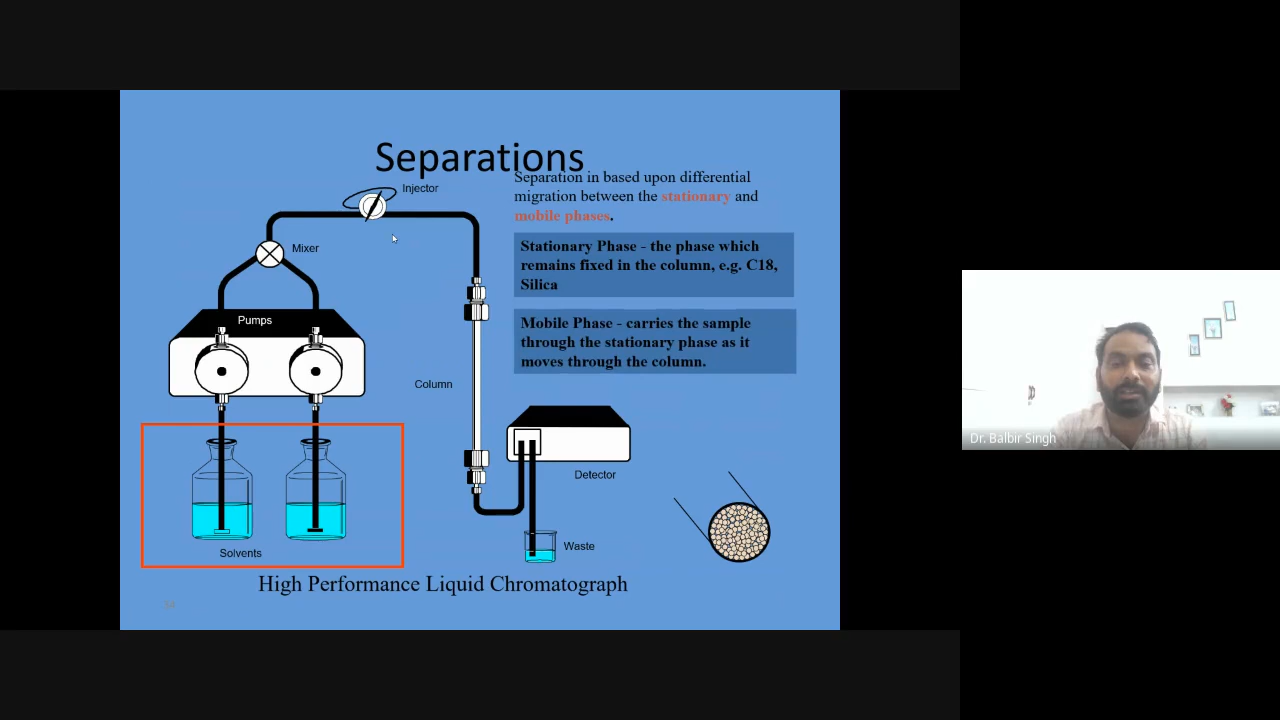 Separations
Separation in based upon differential
migration between the stationary and
mobile phases.
Injector
Mixer
Stationary Phase - the phase which
remains fixed in the column, e.g. C18,
Silica
Pumps
Mobile Phase - carries the sample
through the stationary phase as it
moves through the column.
Column
Detector
Solvents
Waste
High Performance Liquid Chromatograph
Dr. Balbir Singh